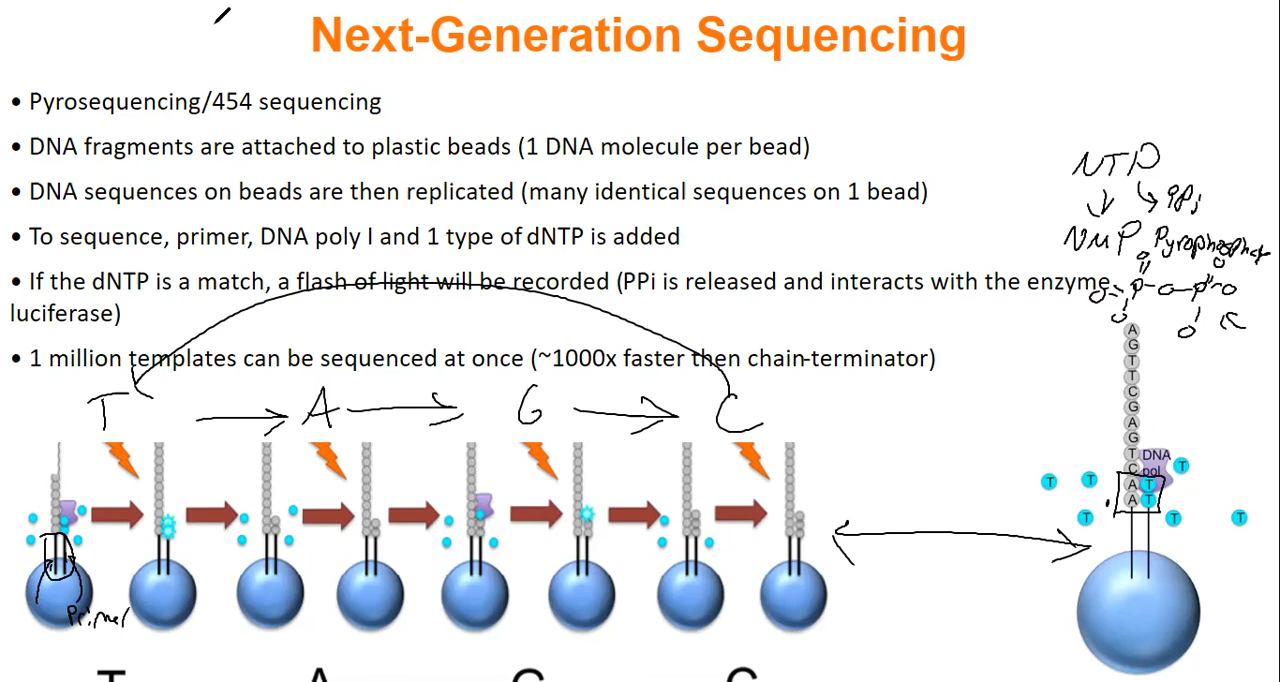 Next-Generation Sequencing
• Pyrosequencing/454 sequencing
• DNA fragments are attached to plastic beads (1 DNA molecule per bead)
• DNA sequences on beads are then replicated (many identical sequences on 1 bead)
• To sequence, primer, DNA poly I and 1 type of dNTP is added
• If the dNTP is a match, a flash of light will be recorded (PPi is released and interacts with the enzyme
luciferase)
• 1 million templates can be sequenced at once (~1000x faster then chain-terminator)
NTP
PPi
NMP Pyrophosphat
O O
O P O P O
O O
T A G C
Primer
A
G
T
T
C
G
A
G
T
C
A
A
DNA
pol
T
T
T T T T T T
T A G C